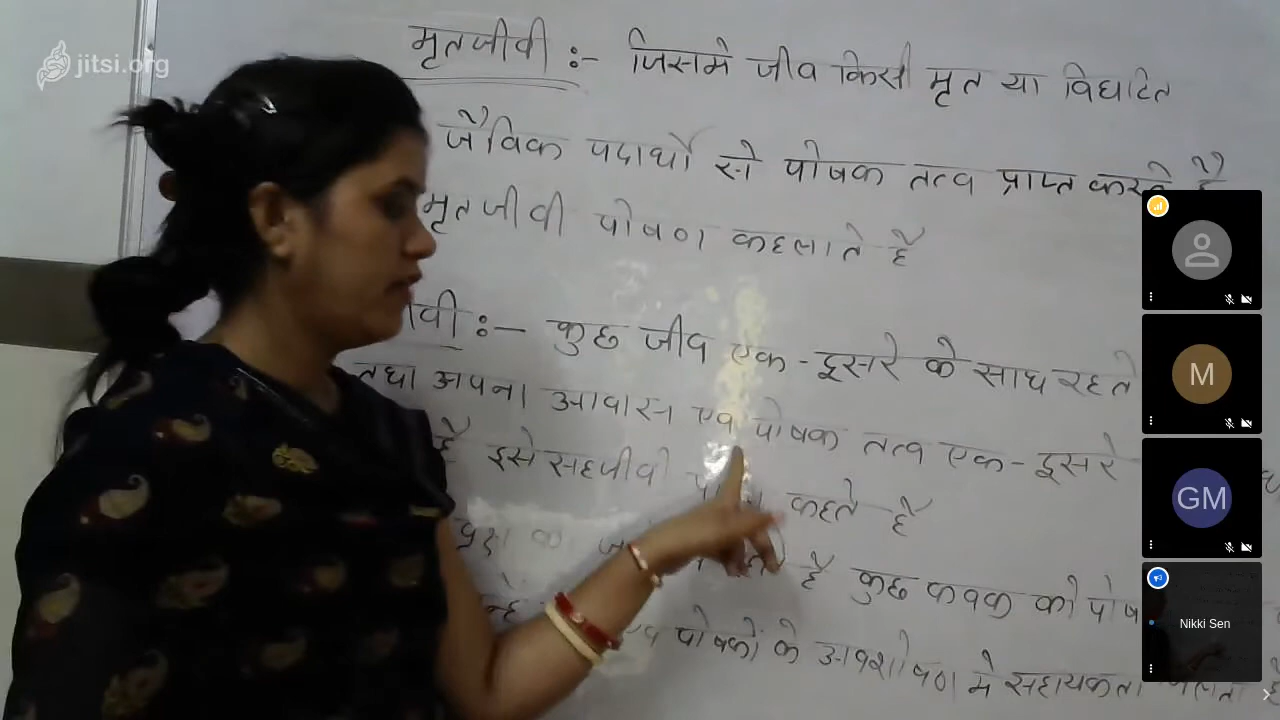 jitsi.org
मृतजीवी :- जिसमे जीव किसी मृत या विघटित
जैविक पदार्थो से पोषक तत्व प्राप्त करते है
मृतजीवी पोषण कहलाते है
:- कुछ जीव एक-दूसरे के साथ रहते
तथा अपना आवास एव पोषक तत्व एक-दूसरे
है इसे सहजीवी कहते है
है कुछ कवक को
पोषको के अवशोषण मे सहायकता
M
GM
Nikki Sen